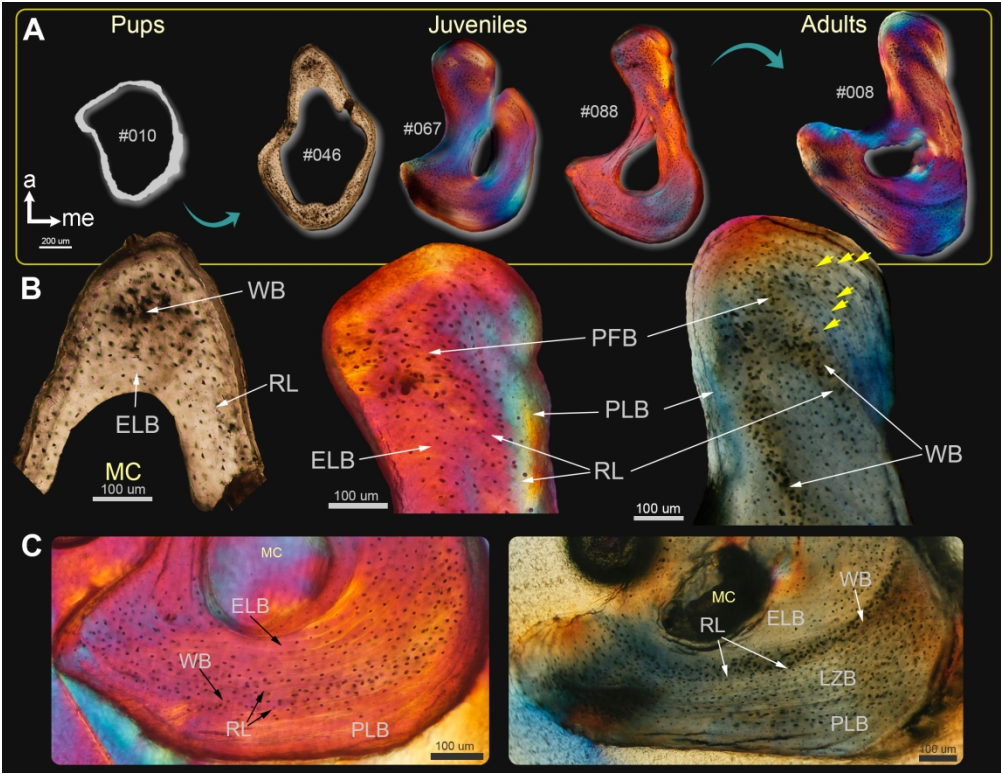 A
Pups
Juveniles
Adults
#010
#046
#067
#088
#008
a
me
200 um
B
WB
ELB
RL
MC
100 um
PFB
PLB
ELB
RL
WB
100 um
100 um
C
MC
ELB
WB
RL
PLB
100 um
MC
WB
ELB
RL
LZB
PLB
100 um